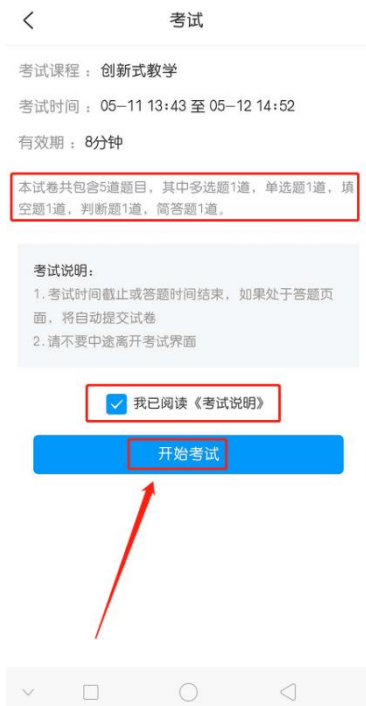 考试
考试课程：创新式教学
考试时间：05-11 13:43 至 05-12 14:52
有效期：8分钟
本试卷共包含5道题目，其中多选题1道，单选题1道，填
空题1道，判断题1道，简答题1道。
考试说明：
1.考试时间截止或答题时间结束，如果处于答题页
面，将自动提交试卷
2.请不要中途离开考试界面
我已阅读《考试说明》
开始考试